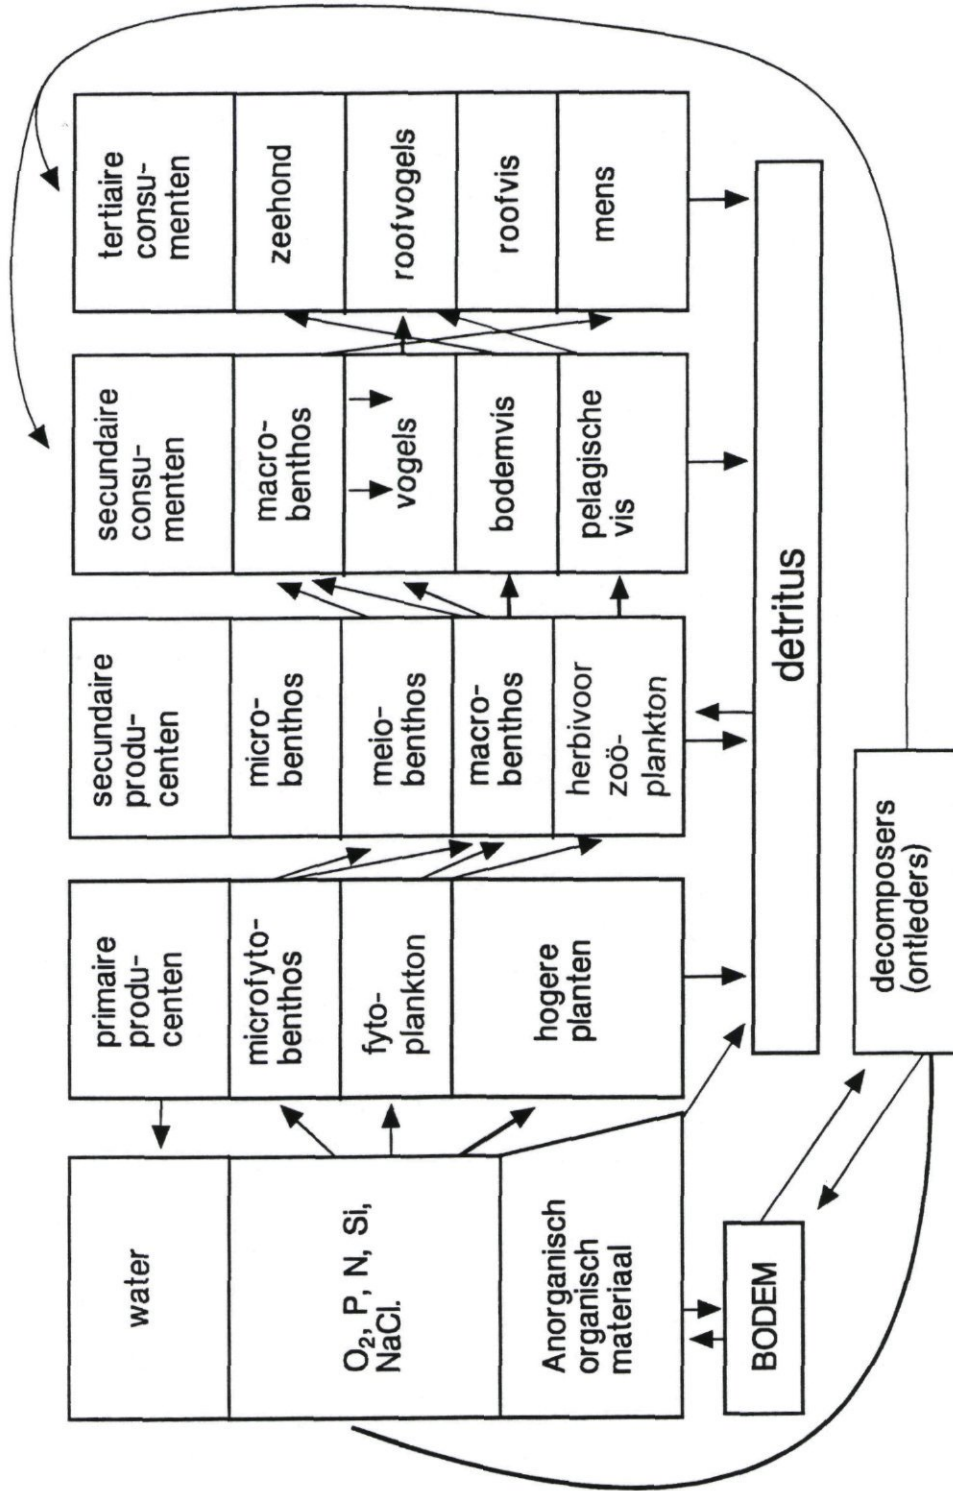 water
O₂, P, N, Si,
NaCl.
Anorganisch
organisch
materiaal
BODEM
primaire
produ-
centen
microfyto-
benthos
fyto-
plankton
hogere
planten
secundaire
produ-
centen
micro-
benthos
meio-
benthos
macro-
benthos
herbivoor
zoö-
plankton
secundaire
consu-
menten
macro-
benthos
vogels
bodemvis
pelagische
vis
tertiaire
consu-
menten
zeehond
roofvogels
roofvis
mens
detritus
decomposers
(ontleders)